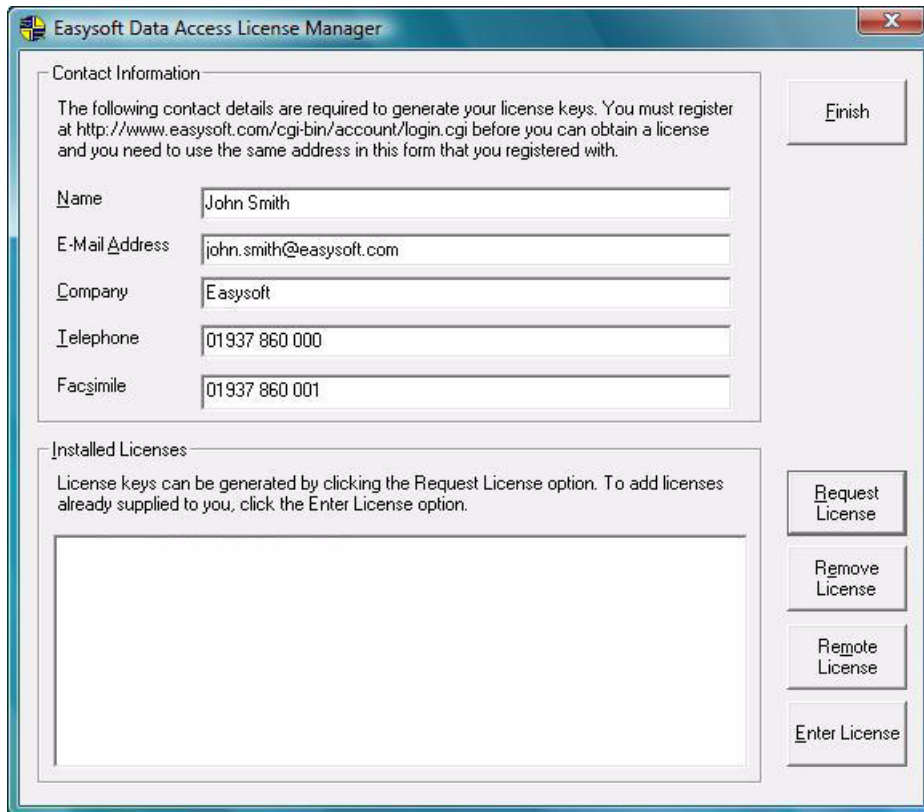 Easysoft Data Access License Manager
Contact Information
The following contact details are required to generate your license keys. You must register
at http://www.easysoft.com/cgi-bin/account/login.cgi before you can obtain a license
and you need to use the same address in this form that you registered with.
Finish
Name
John Smith
E-Mail Address
john.smith@easysoft.com
Company
Easysoft
Telephone
01937 860 000
Facsimile
01937 860 001
Installed Licenses
License keys can be generated by clicking the Request License option. To add licenses
already supplied to you, click the Enter License option.
Request
License
Remove
License
Remote
License
Enter License